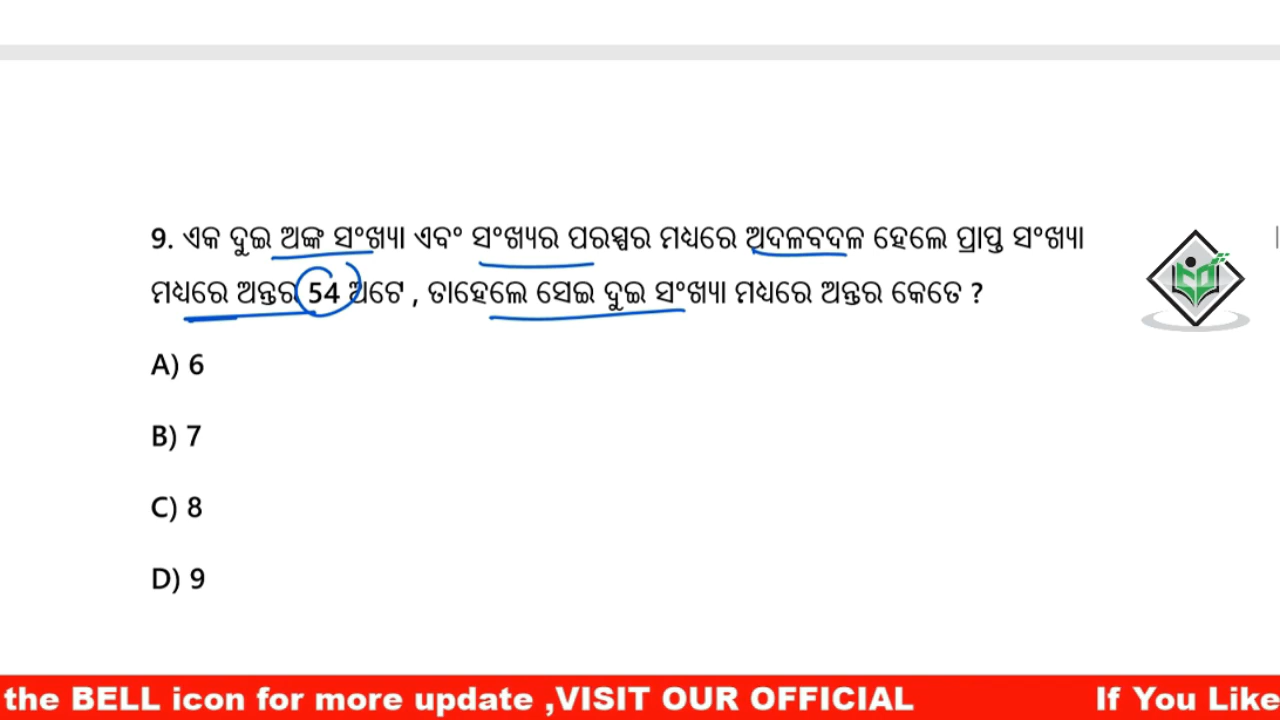 9. ଏକ ଦୁଇ ଅଙ୍କ ସଂଖ୍ୟା ଏବଂ ସଂଖ୍ୟର ପରସ୍ପର ମଧ୍ୟରେ ଅଦଳବଦଳ ହେଲେ ପ୍ରାପ୍ତ ସଂଖ୍ୟା
ମଧ୍ୟରେ ଅନ୍ତର 54 ଅଟେ , ତାହେଲେ ସେଇ ଦୁଇ ସଂଖ୍ୟା ମଧ୍ୟରେ ଅନ୍ତର କେତେ ?
A) 6
B) 7
C) 8
D) 9
the BELL icon for more update ,VISIT OUR OFFICIAL If You Like